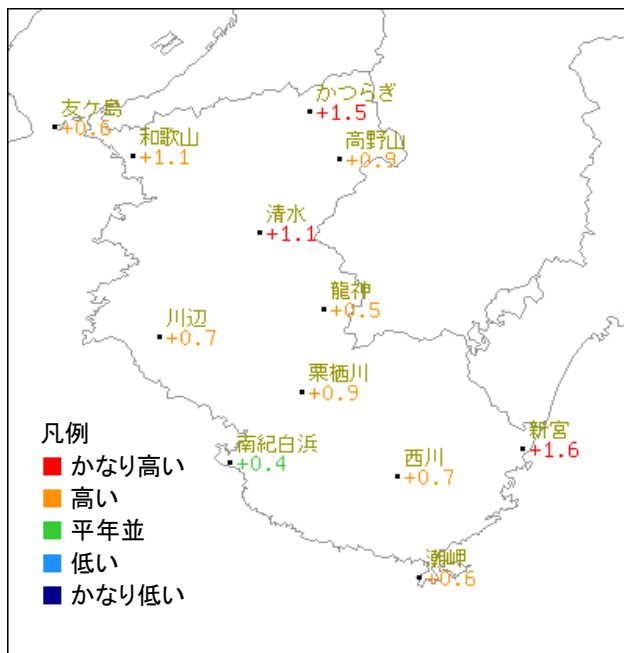 かつらぎ
+1.5
友ケ島
+0.6
和歌山
+1.1
高野山
+0.9
清水
+1.1
龍神
+0.5
川辺
+0.7
栗栖川
+0.9
南紀白浜
+0.4
西川
+0.7
新宮
+1.6
潮岬
+0.6
凡例
かなり高い
高い
平年並
低い
かなり低い